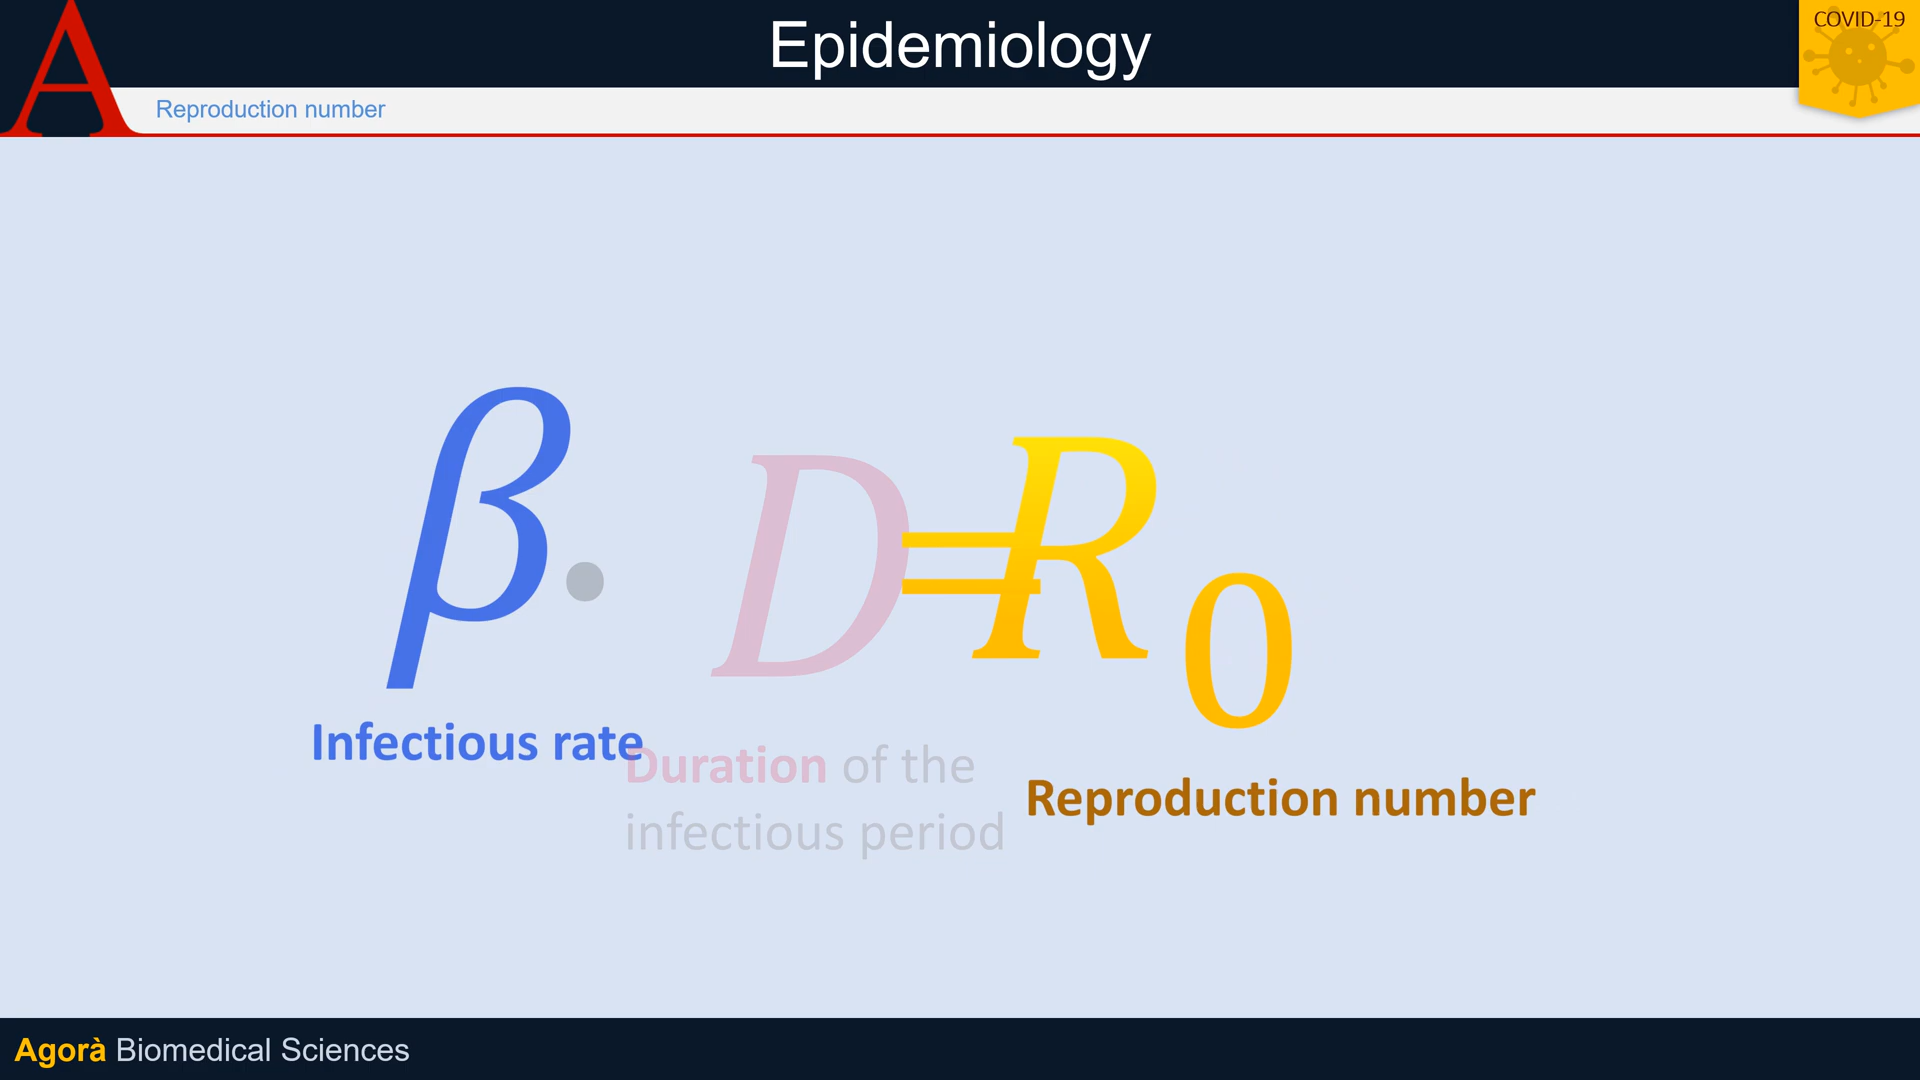 Epidemiology
COVID-19
A
Reproduction number
β. D = R0
Infectious rate
Duration of the
infectious period
Reproduction number
Agorà Biomedical Sciences